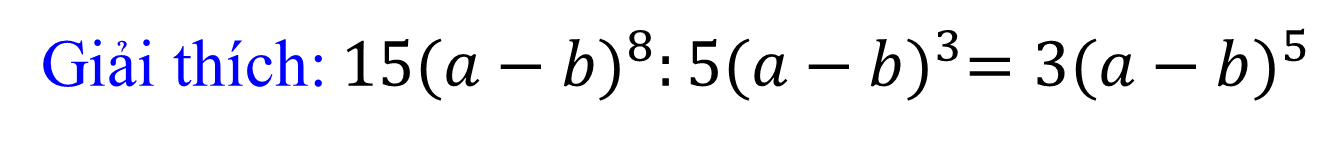 Giải thích: 15(𝑎 − 𝑏)⁸: 5(𝑎 − 𝑏)³= 3(𝑎 − 𝑏)⁵